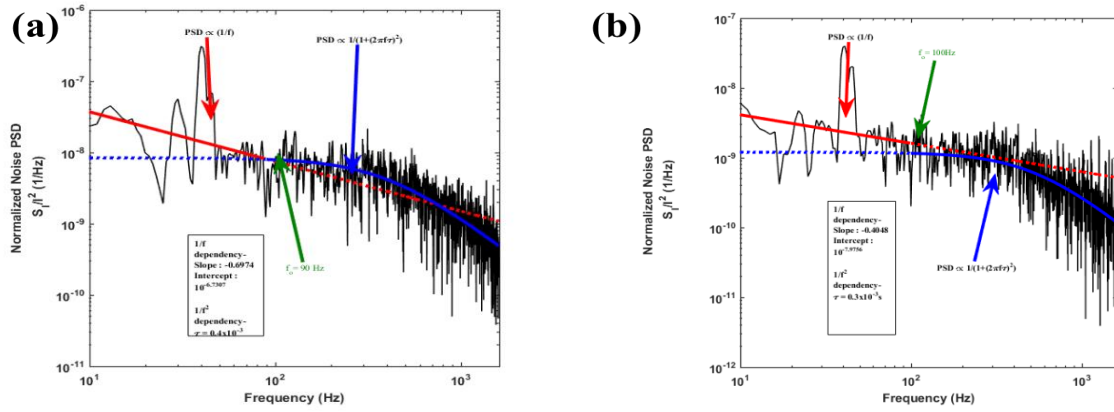 (a)
PSD ∝ (1/f)
PSD ∝ 1/(1+(2πfτ)²)
Normalized Noise PSD
S_I/I² (1/Hz)
10⁻⁶
10⁻⁷
10⁻⁸
10⁻⁹
10⁻¹⁰
10⁻¹¹
1/f
dependency-
Slope : -0.6974
Intercept :
10⁻⁶·⁷³⁰⁷
1/f²
dependency-
τ = 0.4x10⁻³
f_o = 90 Hz
10¹
10²
10³
Frequency (Hz)
(b)
PSD ∝ (1/f)
f_o = 100Hz
Normalized Noise PSD
S_I/I² (1/Hz)
10⁻⁷
10⁻⁸
10⁻⁹
10⁻¹⁰
10⁻¹¹
10⁻¹²
1/f
dependency-
Slope : -0.4048
Intercept :
10⁻⁷·⁹⁷⁵⁶
1/f²
dependency-
τ = 0.3x10⁻³s
PSD ∝ 1/(1+(2πfτ)²)
10¹
10²
10³
Frequency (Hz)